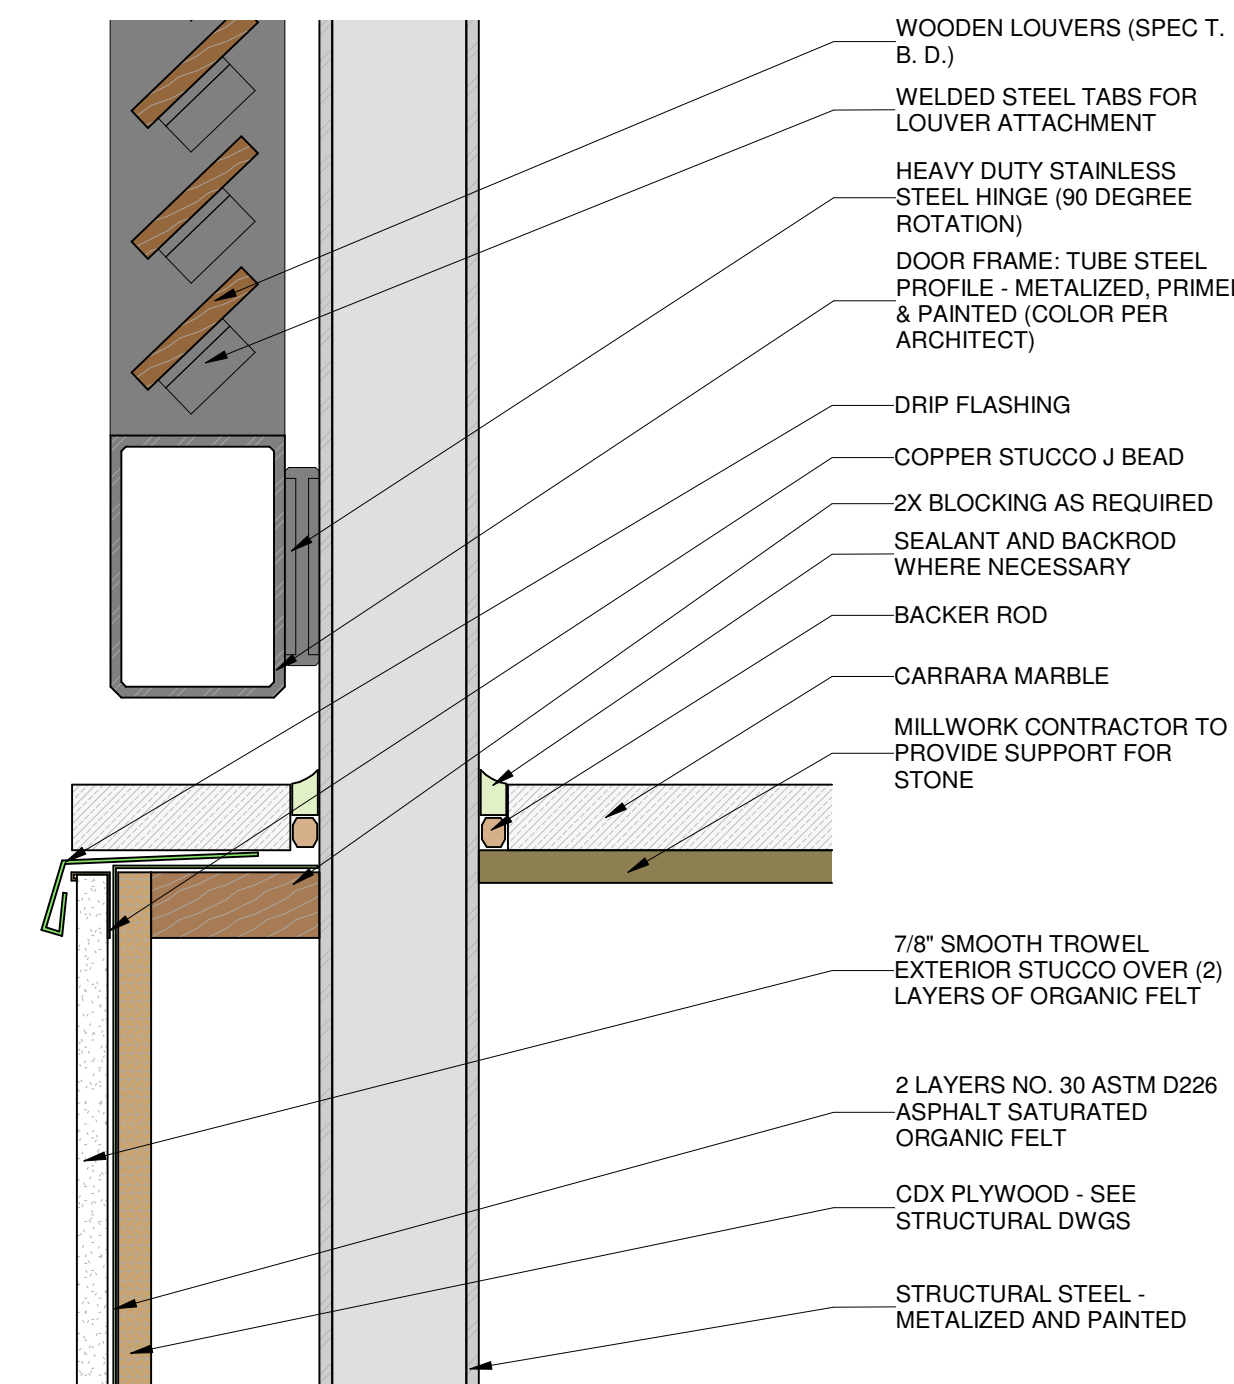 WOODEN LOUVERS (SPEC T.
B. D.)
WELDED STEEL TABS FOR
LOUVER ATTACHMENT
HEAVY DUTY STAINLESS
STEEL HINGE (90 DEGREE
ROTATION)
DOOR FRAME: TUBE STEEL
PROFILE - METALIZED, PRIMED
& PAINTED (COLOR PER
ARCHITECT)
DRIP FLASHING
COPPER STUCCO J BEAD
2X BLOCKING AS REQUIRED
SEALANT AND BACKROD
WHERE NECESSARY
BACKER ROD
CARRARA MARBLE
MILLWORK CONTRACTOR TO
PROVIDE SUPPORT FOR
STONE
7/8" SMOOTH TROWEL
EXTERIOR STUCCO OVER (2)
LAYERS OF ORGANIC FELT
2 LAYERS NO. 30 ASTM D226
ASPHALT SATURATED
ORGANIC FELT
CDX PLYWOOD - SEE
STRUCTURAL DWGS
STRUCTURAL STEEL -
METALIZED AND PAINTED